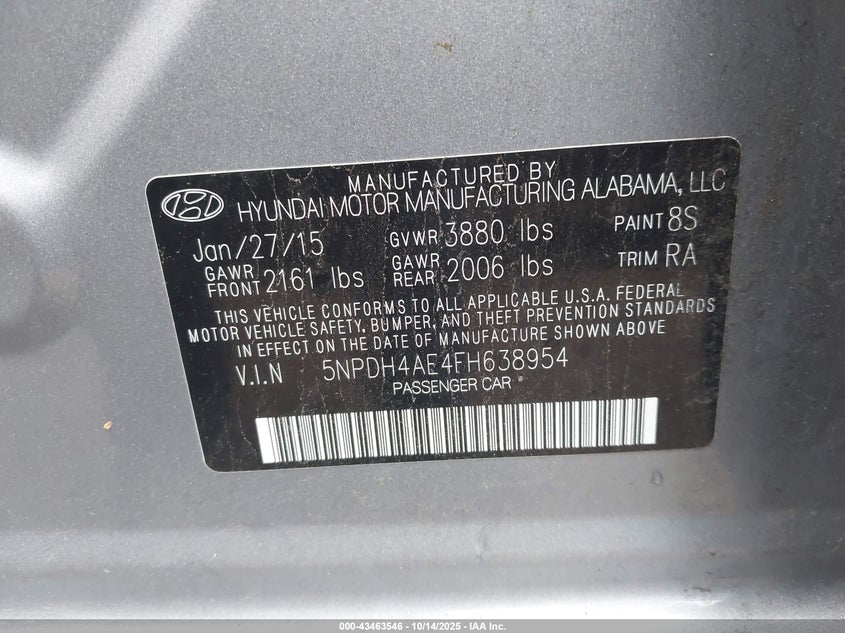 MANUFACTURED BY
HYUNDAI MOTOR MANUFACTURING ALABAMA, LLC
Jan/27/15 GVWR 3880 lbs PAINT 8S
GAWR FRONT 2161 lbs GAWR REAR 2006 lbs TRIM RA
THIS VEHICLE CONFORMS TO ALL APPLICABLE U.S.A. FEDERAL
MOTOR VEHICLE SAFETY, BUMPER, AND THEFT PREVENTION STANDARDS
IN EFFECT ON THE DATE OF MANUFACTURE SHOWN ABOVE
V.I.N 5NPDH4AE4FH638954
PASSENGER CAR
000-43463546 - 10/14/2025 - IAA Inc.